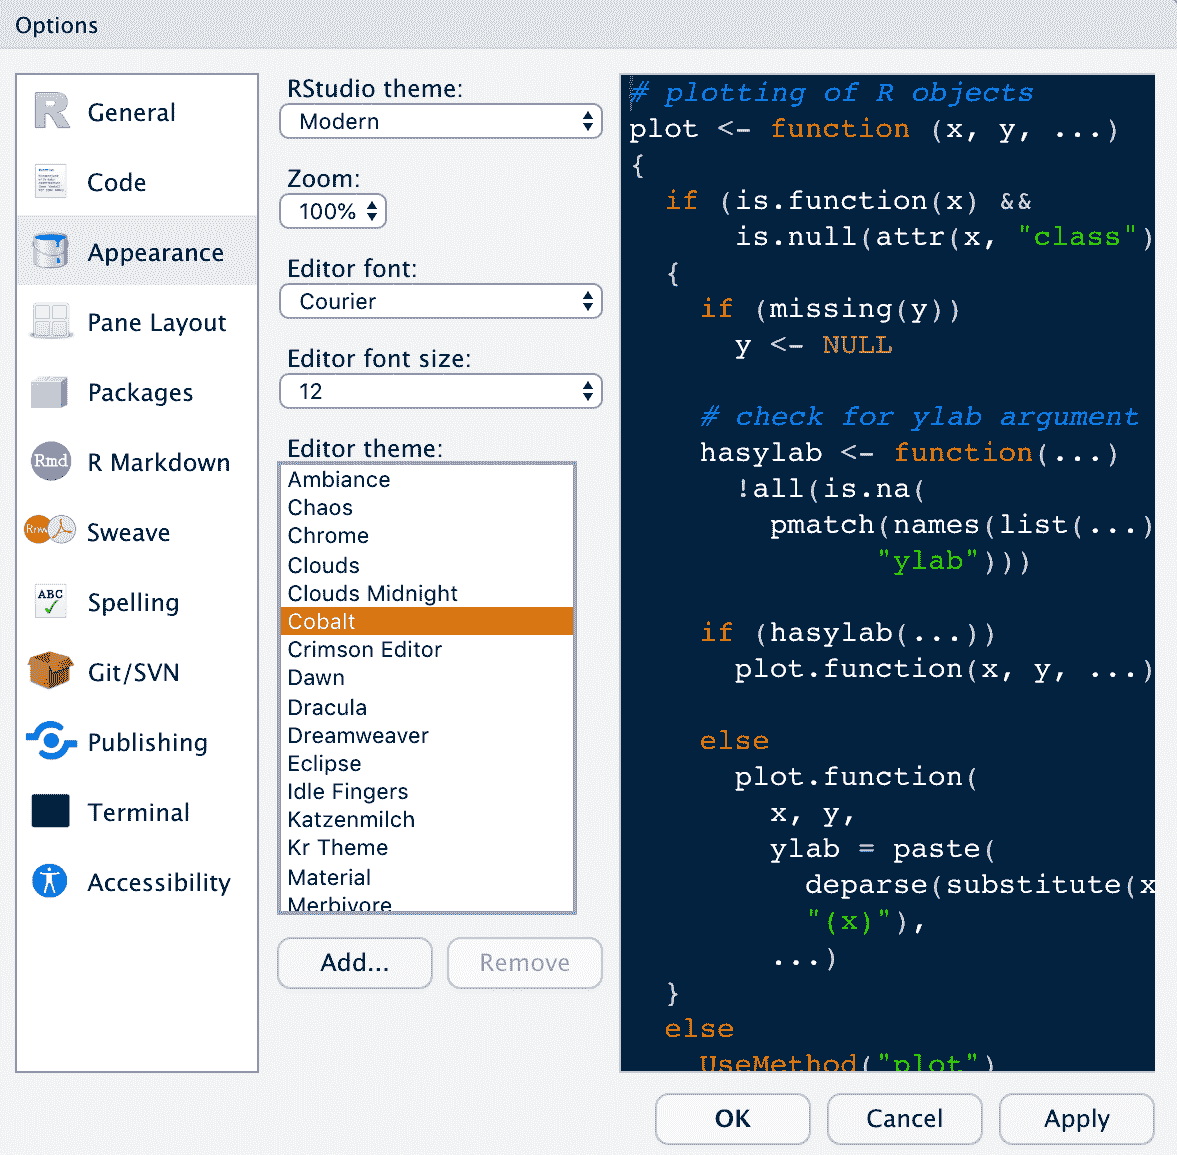 Options
R
General
Code
Appearance
Pane Layout
Packages
Rmd
R Markdown
Rnw
Sweave
ABC
Spelling
Git/SVN
Publishing
Terminal
Accessibility
RStudio theme:
Modern
Zoom:
100%
Editor font:
Courier
Editor font size:
12
Editor theme:
Ambiance
Chaos
Chrome
Clouds
Clouds Midnight
Cobalt
Crimson Editor
Dawn
Dracula
Dreamweaver
Eclipse
Idle Fingers
Katzenmilch
Kr Theme
Material
Merbivore
Add...
Remove
# plotting of R objects
plot <- function (x, y, ...)
{
if (is.function(x) &&
is.null(attr(x, "class")
{
if (missing(y))
y <- NULL
# check for ylab argument
hasylab <- function(...)
!all(is.na(
pmatch(names(list(...)
"ylab")))
if (hasylab(...))
plot.function(x, y, ...)
else
plot.function(
x, y,
ylab = paste(
deparse(substitute(x
"(x)"),
...)
}
else
UseMethod("plot")
OK
Cancel
Apply